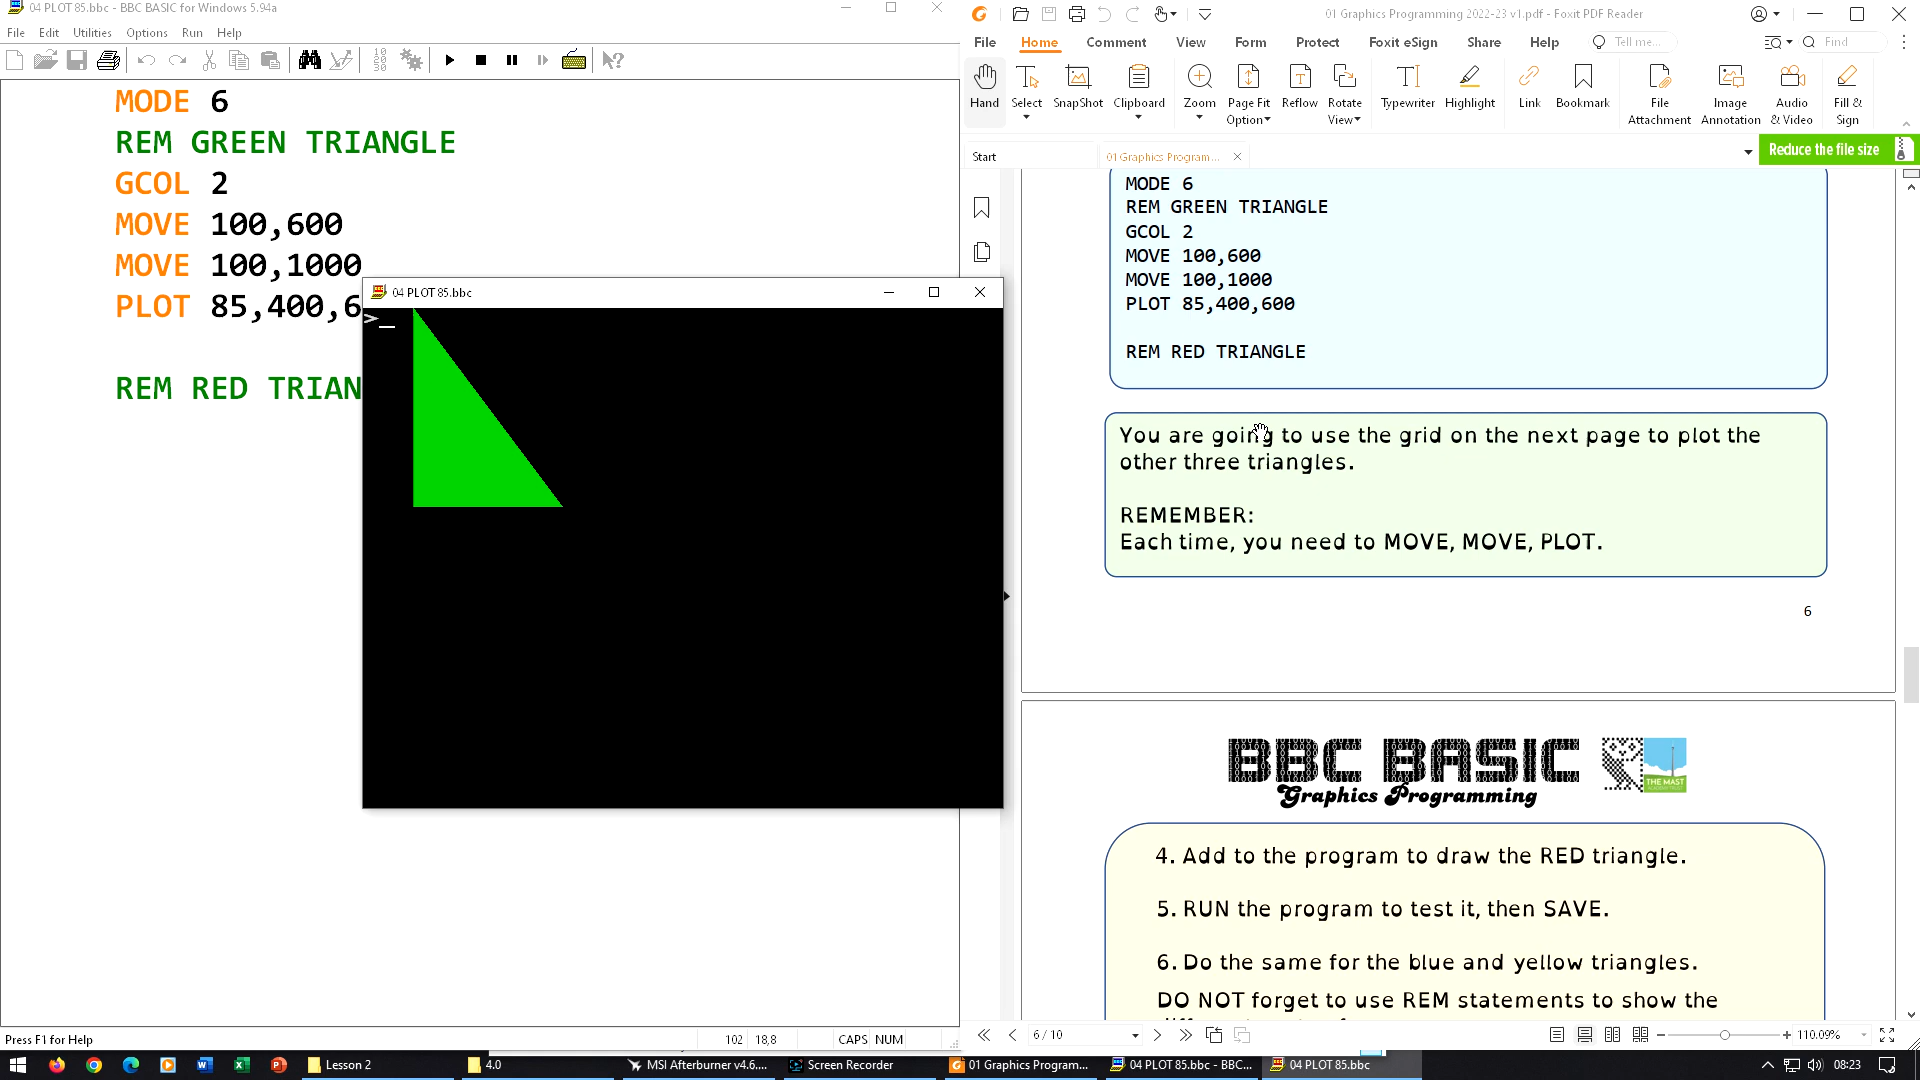 04 PLOT85.bbc - BBC BASIC for Windows 5.94a
File Edit Utilities Options Run Help
MODE 6
REM GREEN TRIANGLE
GCOL 2
MOVE 100,600
MOVE 100,1000
PLOT 85,400,6
REM RED TRIAN
04 PLOT85.bbc
>_
Press F1 for Help
102 18,8 CAPS NUM
01 Graphics Programming 2022-23 v1.pdf - Foxit PDF Reader
File Home Comment View Form Protect Foxit eSign Share Help Tell me... Find
Hand Select SnapShot Clipboard Zoom Page Fit Option Reflow Rotate View Typewriter Highlight Link Bookmark File Attachment Image Annotation Audio & Video Fill & Sign
Start 01 Graphics Program... Reduce the file size
MODE 6
REM GREEN TRIANGLE
GCOL 2
MOVE 100,600
MOVE 100,1000
PLOT 85,400,600
REM RED TRIANGLE
You are going to use the grid on the next page to plot the
other three triangles.
REMEMBER:
Each time, you need to MOVE, MOVE, PLOT.
6
BBC BASIC
Graphics Programming
THE MAST
4. Add to the program to draw the RED triangle.
5. RUN the program to test it, then SAVE.
6. Do the same for the blue and yellow triangles.
DO NOT forget to use REM statements to show the
6 / 10 110.09%
Lesson 2 4.0 MSI Afterburner v4.6.... Screen Recorder 01 Graphics Program... 04 PLOT85.bbc - BBC... 04 PLOT85.bbc 08:23